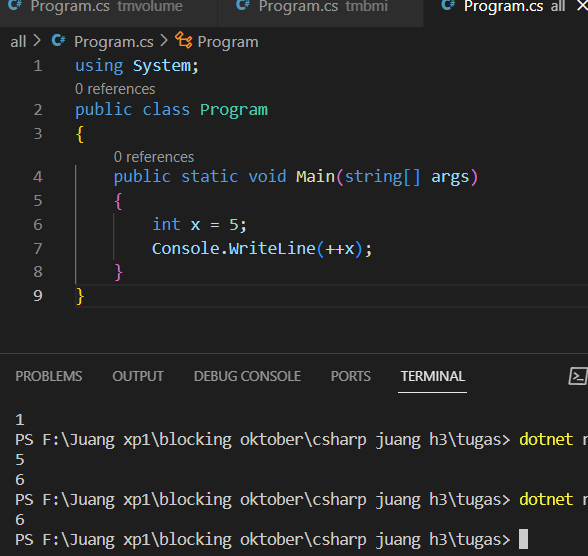 Program.cs tmvolume Program.cs tmbmi Program.cs all
all > Program.cs > Program
1 using System;
0 references
2 public class Program
3 {
0 references
4 public static void Main(string[] args)
5 {
6 int x = 5;
7 Console.WriteLine(++x);
8 }
9 }
PROBLEMS OUTPUT DEBUG CONSOLE PORTS TERMINAL
1
PS F:\Juang xp1\blocking oktober\csharp juang h3\tugas> dotnet
5
6
PS F:\Juang xp1\blocking oktober\csharp juang h3\tugas> dotnet
6
PS F:\Juang xp1\blocking oktober\csharp juang h3\tugas>